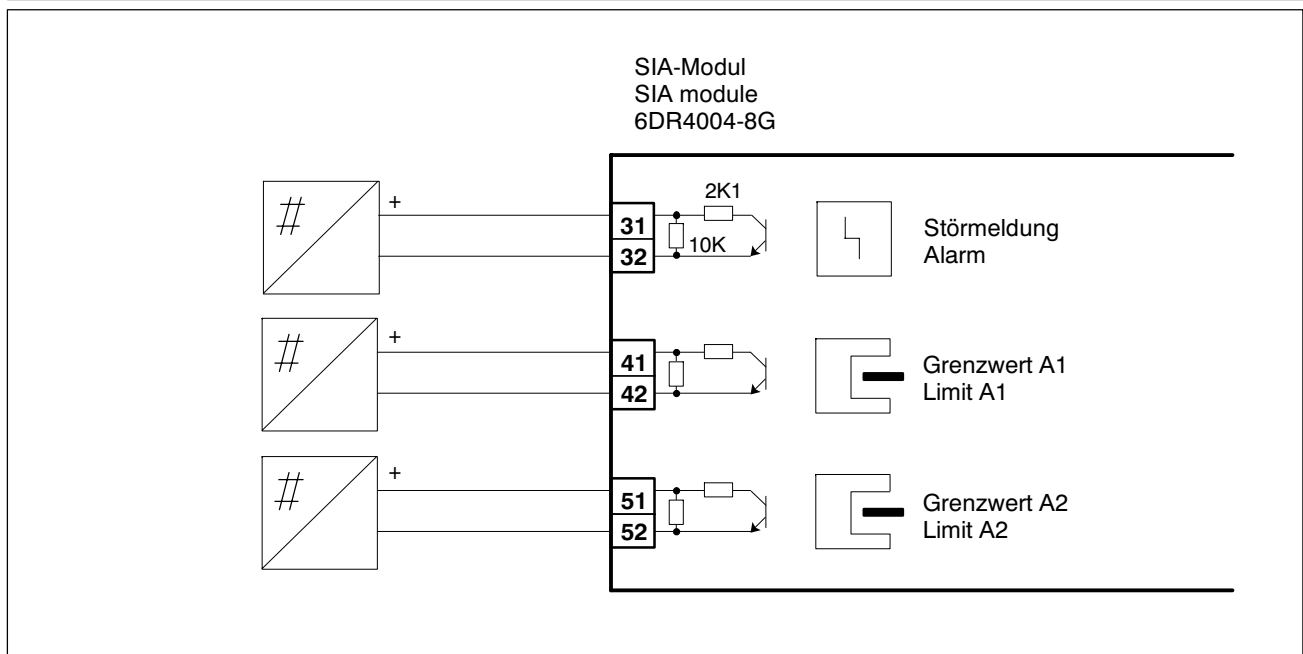 SIA-Modul
SIA module
6DR4004-8G
+
31
32
2K1
10K
Störmeldung
Alarm
+
41
42
Grenzwert A1
Limit A1
+
51
52
Grenzwert A2
Limit A2